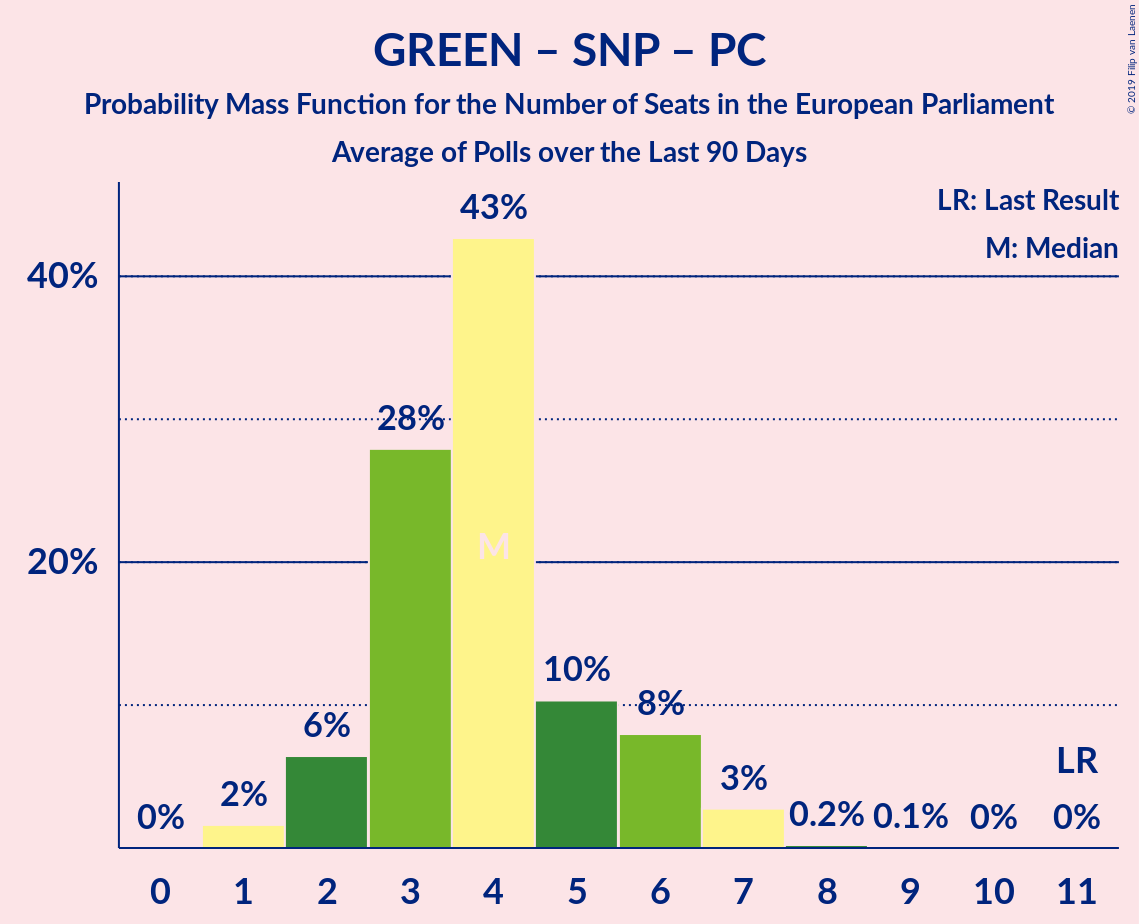 GREEN – SNP – PC
Probability Mass Function for the Number of Seats in the European Parliament
Average of Polls over the Last 90 Days
© 2019 Filip van Laenen
LR: Last Result
M: Median
43%
40%
28%
M
20%
10%
8%
6%
3%
LR
2%
0%
0.2%
0.1%
0%
0%
0 1 2 3 4 5 6 7 8 9 10 11